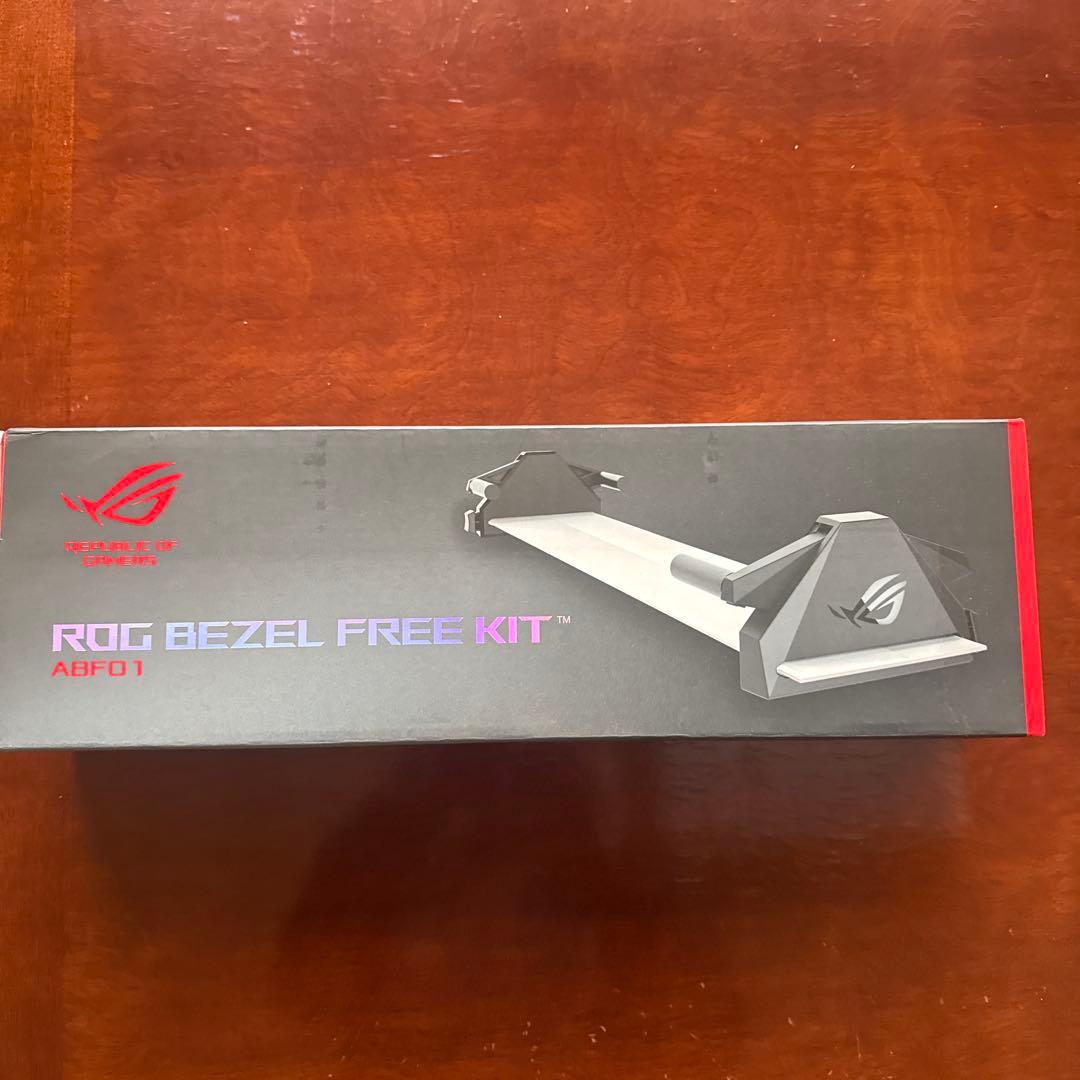 REPUBLIC OF
GAMERS
ROG BEZEL FREE KIT™
ABF01